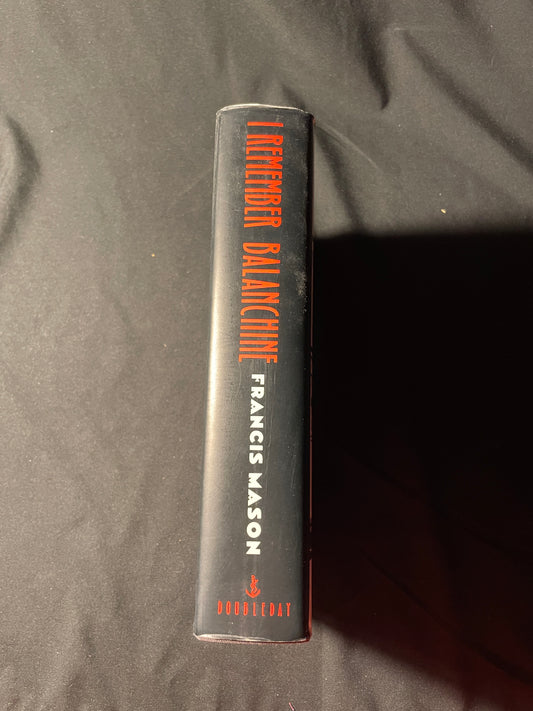 I REMEMBER BALANCHINE
FRANCIS MASON
DOUBLEDAY